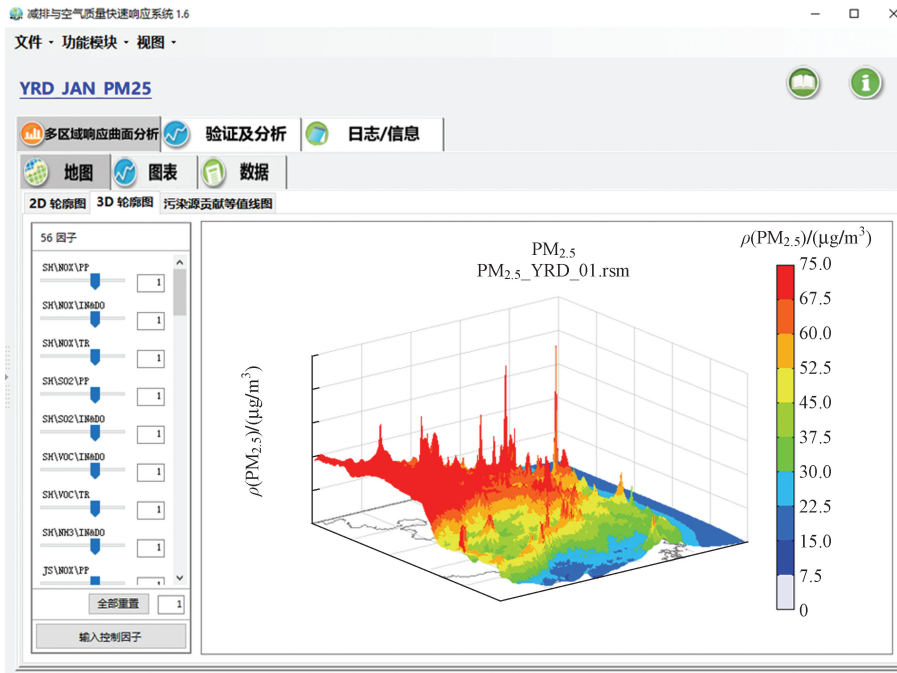 减排与空气质量快速响应系统 1.6
文件 功能模块 视图
YRD JAN PM25
多区域响应曲面分析 验证及分析 日志/信息
地图 图表 数据
2D 轮廓图 3D 轮廓图 污染源贡献等值线图
56 因子
SH\NOX\PP
1
SH\NOX\IN&DO
1
SH\NOX\TR
1
SH\SO2\PP
1
SH\SO2\IN&DO
1
SH\VOC\IN&DO
1
SH\VOC\TR
1
SH\NH3\IN&DO
1
JS\NOX\PP
1
全部重置 1
输入控制因子
PM2.5
PM2.5_YRD_01.rsm
ρ(PM2.5)/(μg/m³)
ρ(PM2.5)/(μg/m³)
75.0
67.5
60.0
52.5
45.0
37.5
30.0
22.5
15.0
7.5
0